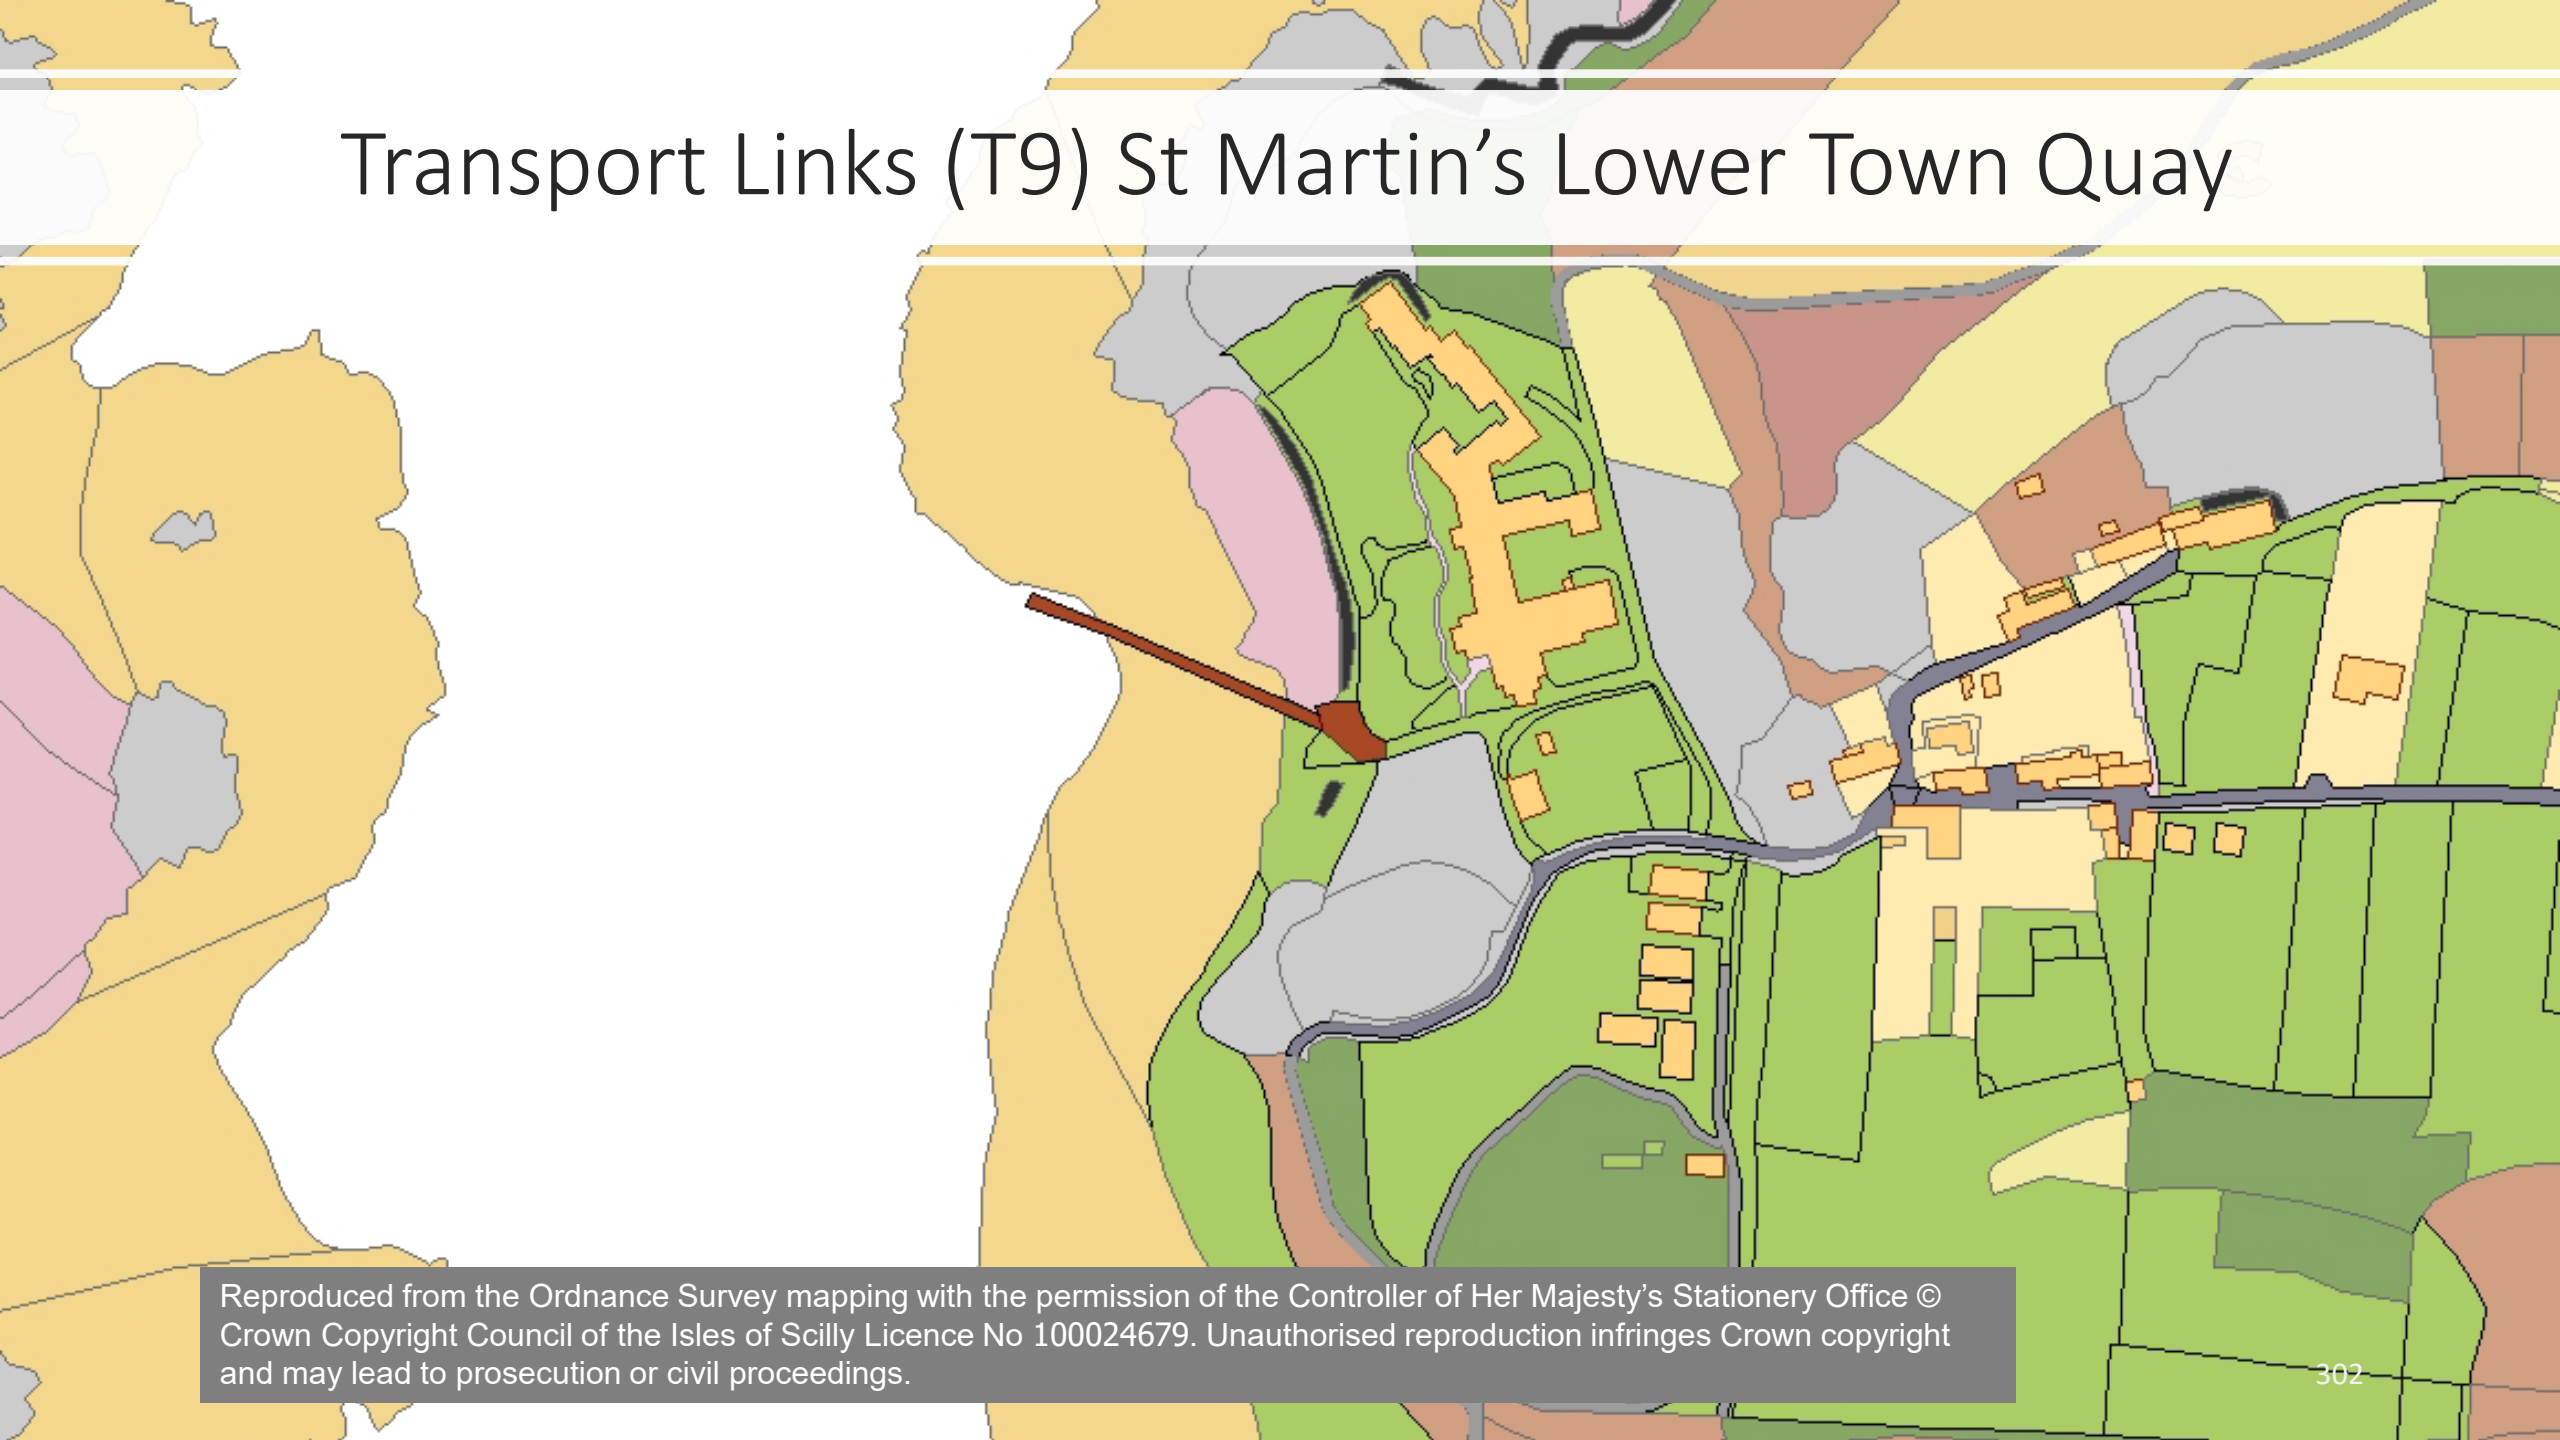 Transport Links (T9) St Martin’s Lower Town Quay
Reproduced from the Ordnance Survey mapping with the permission of the Controller of Her Majesty’s Stationery Office ©
Crown Copyright Council of the Isles of Scilly Licence No 100024679. Unauthorised reproduction infringes Crown copyright
and may lead to prosecution or civil proceedings.
302